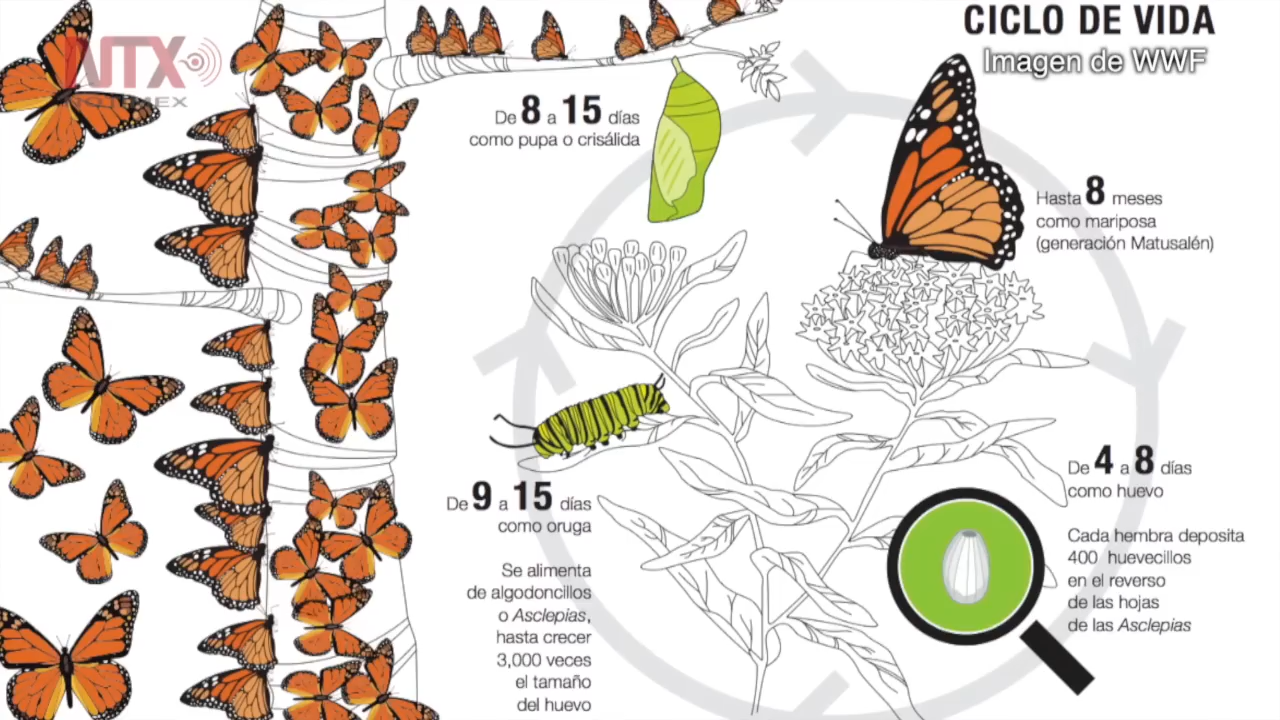 NTX
NOTIMEX
CICLO DE VIDA
Imagen de WWF
De 8 a 15 días
como pupa o crisálida
Hasta 8 meses
como mariposa
(generación Matusalén)
De 9 a 15 días
como oruga
Se alimenta
de algodoncillos
o Asclepias,
hasta crecer
3,000 veces
el tamaño
del huevo
De 4 a 8 días
como huevo
Cada hembra deposita
400 huevecillos
en el reverso
de las hojas
de las Asclepias